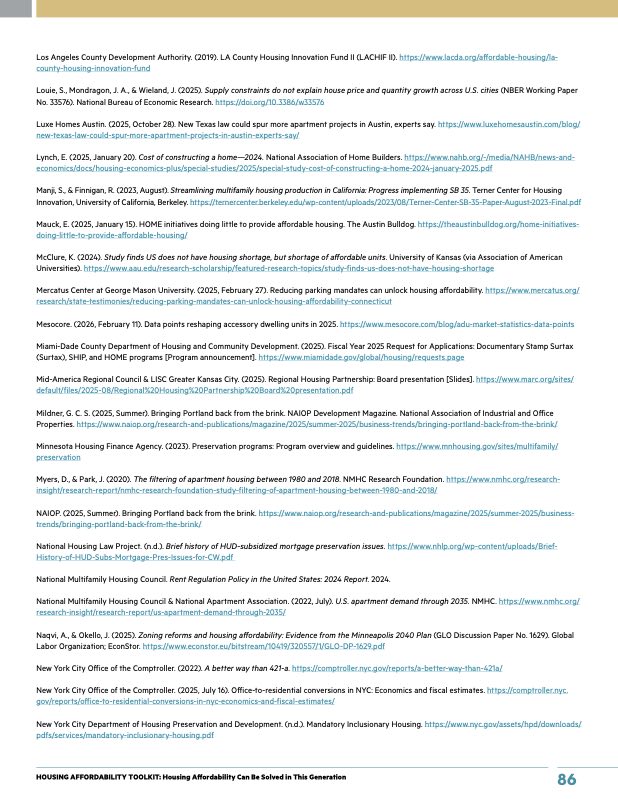 Los Angeles County Development Authority. (2019). LA County Housing Innovation Fund II (LACHIF II). https://www.lacda.org/affordable-housing/la-
county-housing-innovation-fund
Louie, S., Mondragon, J. A., & Wieland, J. (2025). Supply constraints do not explain house price and quantity growth across U.S. cities (NBER Working Paper
No. 33576). National Bureau of Economic Research. https://doi.org/10.3386/w33576
Luxe Homes Austin. (2025, October 28). New Texas law could spur more apartment projects in Austin, experts say. https://www.luxehomesaustin.com/blog/
new-texas-law-could-spur-more-apartment-projects-in-austin-experts-say/
Lynch, E. (2025, January 20). Cost of constructing a home—2024. National Association of Home Builders. https://www.nahb.org/-/media/NAHB/news-and-
economics/docs/housing-economics-plus/special-studies/2025/special-study-cost-of-constructing-a-home-2024-january-2025.pdf
Manji, S., & Finnigan, R. (2023, August). Streamlining multifamily housing production in California: Progress implementing SB 35. Terner Center for Housing
Innovation, University of California, Berkeley. https://ternercenter.berkeley.edu/wp-content/uploads/2023/08/Terner-Center-SB-35-Paper-August-2023-Final.pdf
Mauck, E. (2025, January 15). HOME initiatives doing little to provide affordable housing. The Austin Bulldog. https://theaustinbulldog.org/home-initiatives-
doing-little-to-provide-affordable-housing/
McClure, K. (2024). Study finds US does not have housing shortage, but shortage of affordable units. University of Kansas (via Association of American
Universities). https://www.aau.edu/research-scholarship/featured-research-topics/study-finds-us-does-not-have-housing-shortage
Mercatus Center at George Mason University. (2025, February 27). Reducing parking mandates can unlock housing affordability. https://www.mercatus.org/
research/state-testimonies/reducing-parking-mandates-can-unlock-housing-affordability-connecticut
Mesocore. (2026, February 11). Data points reshaping accessory dwelling units in 2025. https://www.mesocore.com/blog/adu-market-statistics-data-points
Miami-Dade County Department of Housing and Community Development. (2025). Fiscal Year 2025 Request for Applications: Documentary Stamp Surtax
(Surtax), SHIP, and HOME programs [Program announcement]. https://www.miamidade.gov/global/housing/requests.page
Mid-America Regional Council & LISC Greater Kansas City. (2025). Regional Housing Partnership: Board presentation [Slides]. https://www.marc.org/sites/
default/files/2025-08/Regional%20Housing%20Partnership%20Board%20presentation.pdf
Mildner, G. C. S. (2025, Summer). Bringing Portland back from the brink. NAIOP Development Magazine. National Association of Industrial and Office
Properties. https://www.naiop.org/research-and-publications/magazine/2025/summer-2025/business-trends/bringing-portland-back-from-the-brink/
Minnesota Housing Finance Agency. (2023). Preservation programs: Program overview and guidelines. https://www.mnhousing.gov/sites/multifamily/
preservation
Myers, D., & Park, J. (2020). The filtering of apartment housing between 1980 and 2018. NMHC Research Foundation. https://www.nmhc.org/research-
insight/research-report/nmhc-research-foundation-study-filtering-of-apartment-housing-between-1980-and-2018/
NAIOP. (2025, Summer). Bringing Portland back from the brink. https://www.naiop.org/research-and-publications/magazine/2025/summer-2025/business-
trends/bringing-portland-back-from-the-brink/
National Housing Law Project. (n.d.). Brief history of HUD-subsidized mortgage preservation issues. https://www.nhlp.org/wp-content/uploads/Brief-
History-of-HUD-Subs-Mortgage-Pres-Issues-for-CW.pdf
National Multifamily Housing Council. Rent Regulation Policy in the United States: 2024 Report. 2024.
National Multifamily Housing Council & National Apartment Association. (2022, July). U.S. apartment demand through 2035. NMHC. https://www.nmhc.org/
research-insight/research-report/us-apartment-demand-through-2035/
Naqvi, A., & Okello, J. (2025). Zoning reforms and housing affordability: Evidence from the Minneapolis 2040 Plan (GLO Discussion Paper No. 1629). Global
Labor Organization; EconStor. https://www.econstor.eu/bitstream/10419/320557/1/GLO-DP-1629.pdf
New York City Office of the Comptroller. (2022). A better way than 421-a. https://comptroller.nyc.gov/reports/a-better-way-than-421a/
New York City Office of the Comptroller. (2025, July 16). Office-to-residential conversions in NYC: Economics and fiscal estimates. https://comptroller.nyc.
gov/reports/office-to-residential-conversions-in-nyc-economics-and-fiscal-estimates/
New York City Department of Housing Preservation and Development. (n.d.). Mandatory Inclusionary Housing. https://www.nyc.gov/assets/hpd/downloads/
pdfs/services/mandatory-inclusionary-housing.pdf
HOUSING AFFORDABILITY TOOLKIT: Housing Affordability Can Be Solved in This Generation
86